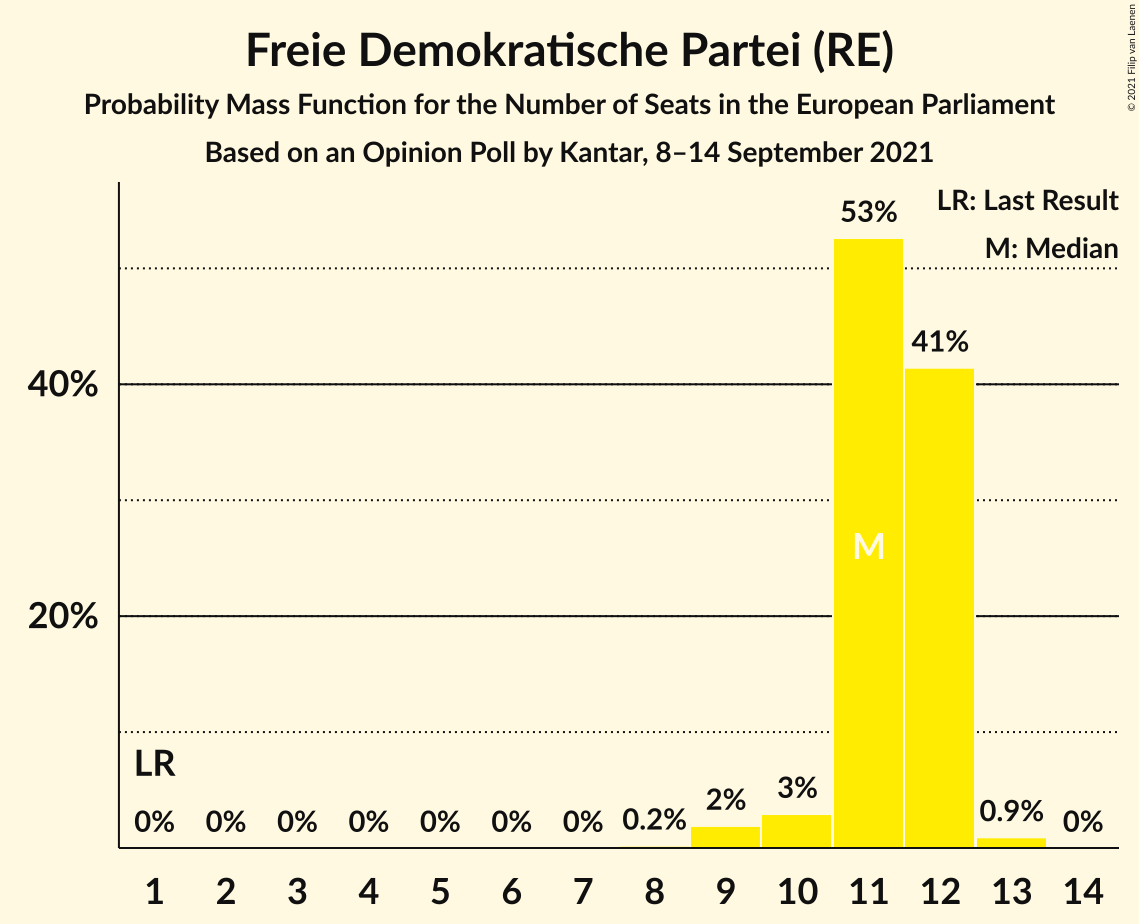 Freie Demokratische Partei (RE)
Probability Mass Function for the Number of Seats in the European Parliament
Based on an Opinion Poll by Kantar, 8–14 September 2021
© 2021 Filip van Laenen
LR: Last Result
M: Median
53%
41%
40%
M
20%
LR
0% 0% 0% 0% 0% 0% 0% 0.2% 2% 3% 0.9% 0%
1 2 3 4 5 6 7 8 9 10 11 12 13 14